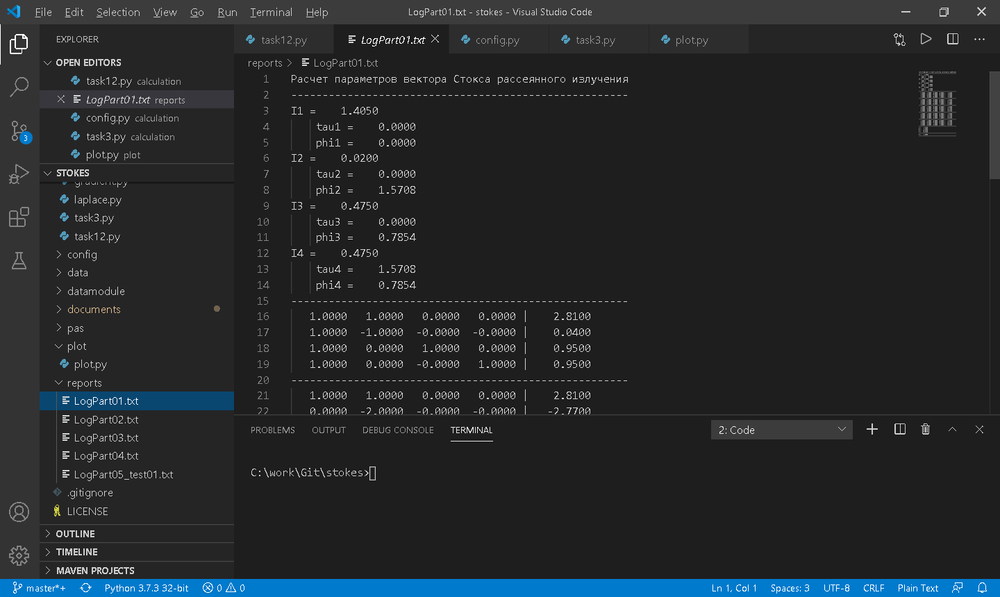 File Edit Selection View Go Run Terminal Help LogPart01.txt - stokes - Visual Studio Code
EXPLORER
OPEN EDITORS
task12.py calculation
LogPart01.txt reports
config.py calculation
task3.py calculation
plot.py plot
STOKES
gradient.py
laplace.py
task3.py
task12.py
config
data
datamodule
documents
pas
plot
plot.py
reports
LogPart01.txt
LogPart02.txt
LogPart03.txt
LogPart04.txt
LogPart05_test01.txt
.gitignore
LICENSE
OUTLINE
TIMELINE
MAVEN PROJECTS
3
task12.py LogPart01.txt config.py task3.py plot.py
reports > LogPart01.txt
1 Расчет параметров вектора Стокса рассеянного излучения
2 ------------------------------------------------------
3 I1 = 1.4050
4 tau1 = 0.0000
5 phi1 = 0.0000
6 I2 = 0.0200
7 tau2 = 0.0000
8 phi2 = 1.5708
9 I3 = 0.4750
10 tau3 = 0.0000
11 phi3 = 0.7854
12 I4 = 0.4750
13 tau4 = 1.5708
14 phi4 = 0.7854
15 ------------------------------------------------------
16 1.0000 1.0000 0.0000 0.0000 | 2.8100
17 1.0000 -1.0000 -0.0000 -0.0000 | 0.0400
18 1.0000 0.0000 1.0000 0.0000 | 0.9500
19 1.0000 0.0000 -0.0000 1.0000 | 0.9500
20 ------------------------------------------------------
21 1.0000 1.0000 0.0000 0.0000 | 2.8100
22 0.0000 -2.0000 -0.0000 -0.0000 | -2.7700
PROBLEMS OUTPUT DEBUG CONSOLE TERMINAL 2: Code
C:\work\Git\stokes>
master*+ Python 3.7.3 32-bit 0 0 Ln 1, Col 1 Spaces: 3 UTF-8 CRLF Plain Text